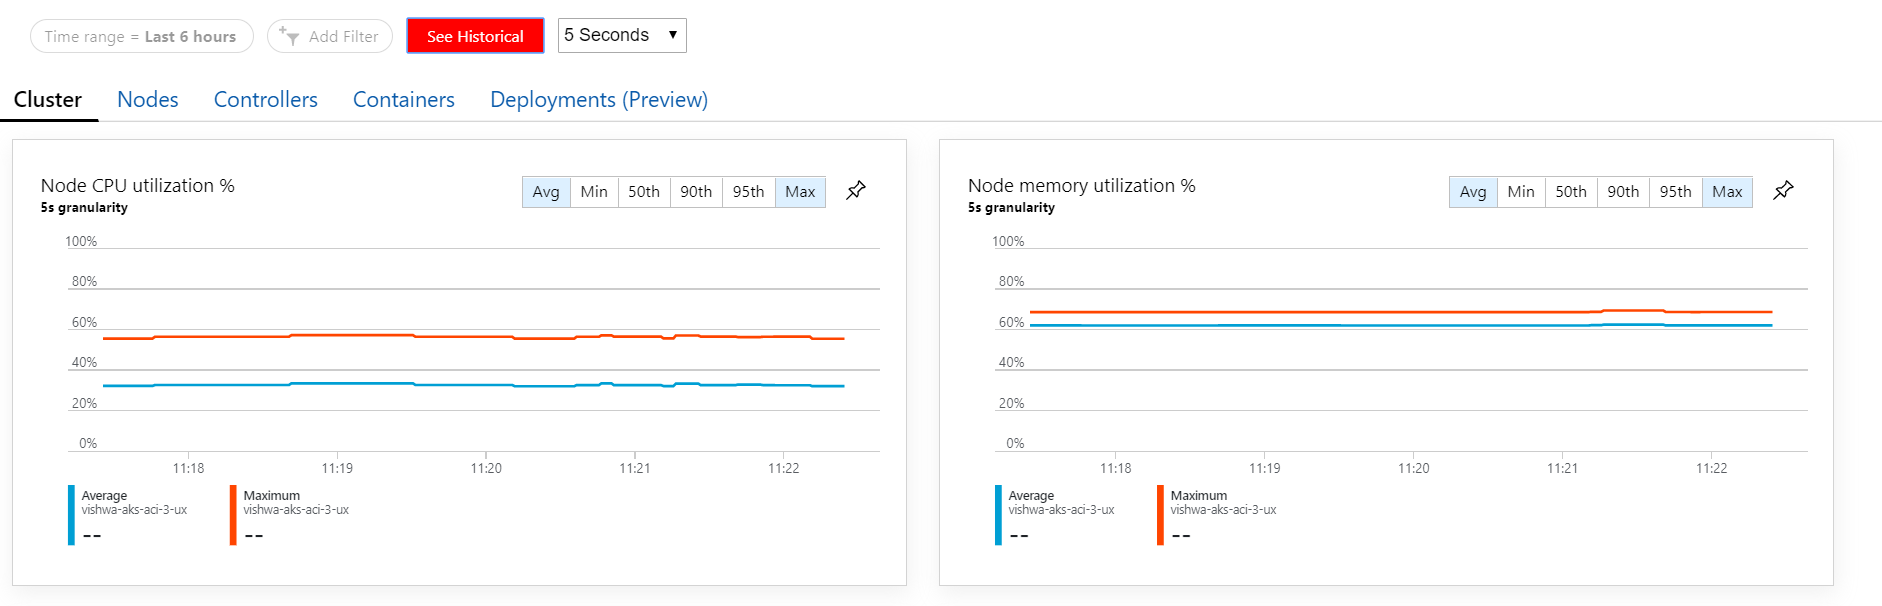 Time range = Last 6 hours
Add Filter
See Historical
5 Seconds
Cluster
Nodes
Controllers
Containers
Deployments (Preview)
Node CPU utilization %
5s granularity
Avg
Min
50th
90th
95th
Max
100%
80%
60%
40%
20%
0%
11:18
11:19
11:20
11:21
11:22
Average
vishwa-aks-aci-3-ux
--
Maximum
vishwa-aks-aci-3-ux
--
Node memory utilization %
5s granularity
Avg
Min
50th
90th
95th
Max
100%
80%
60%
40%
20%
0%
11:18
11:19
11:20
11:21
11:22
Average
vishwa-aks-aci-3-ux
--
Maximum
vishwa-aks-aci-3-ux
--